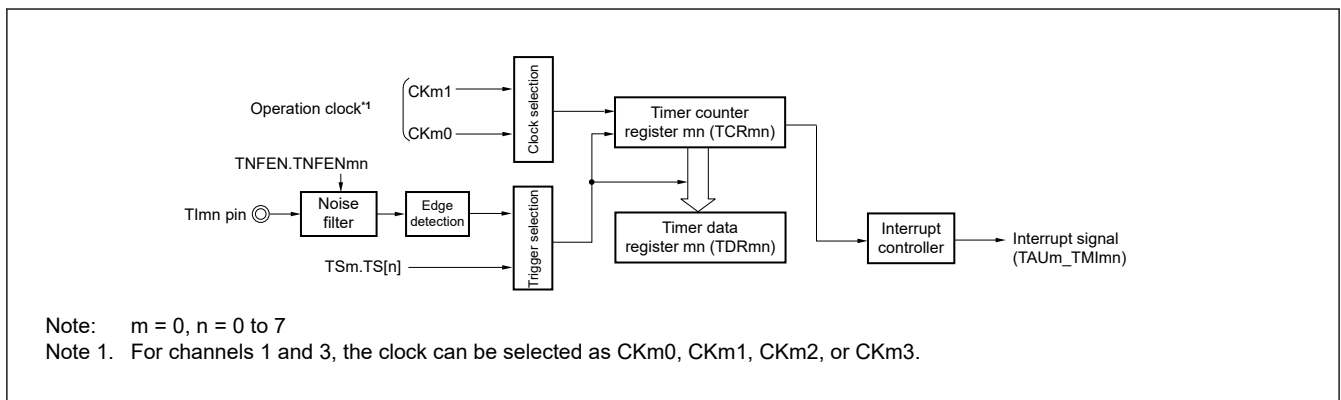 Operation clock*1
CKm1
CKm0
Clock selection
Timer counter
register mn (TCRmn)
TNFEN.TNFENmn
TImn pin
Noise
filter
Edge
detection
TSm.TS[n]
Trigger selection
Timer data
register mn (TDRmn)
Interrupt
controller
Interrupt signal
(TAUm_TMImn)
Note: m = 0, n = 0 to 7
Note 1. For channels 1 and 3, the clock can be selected as CKm0, CKm1, CKm2, or CKm3.